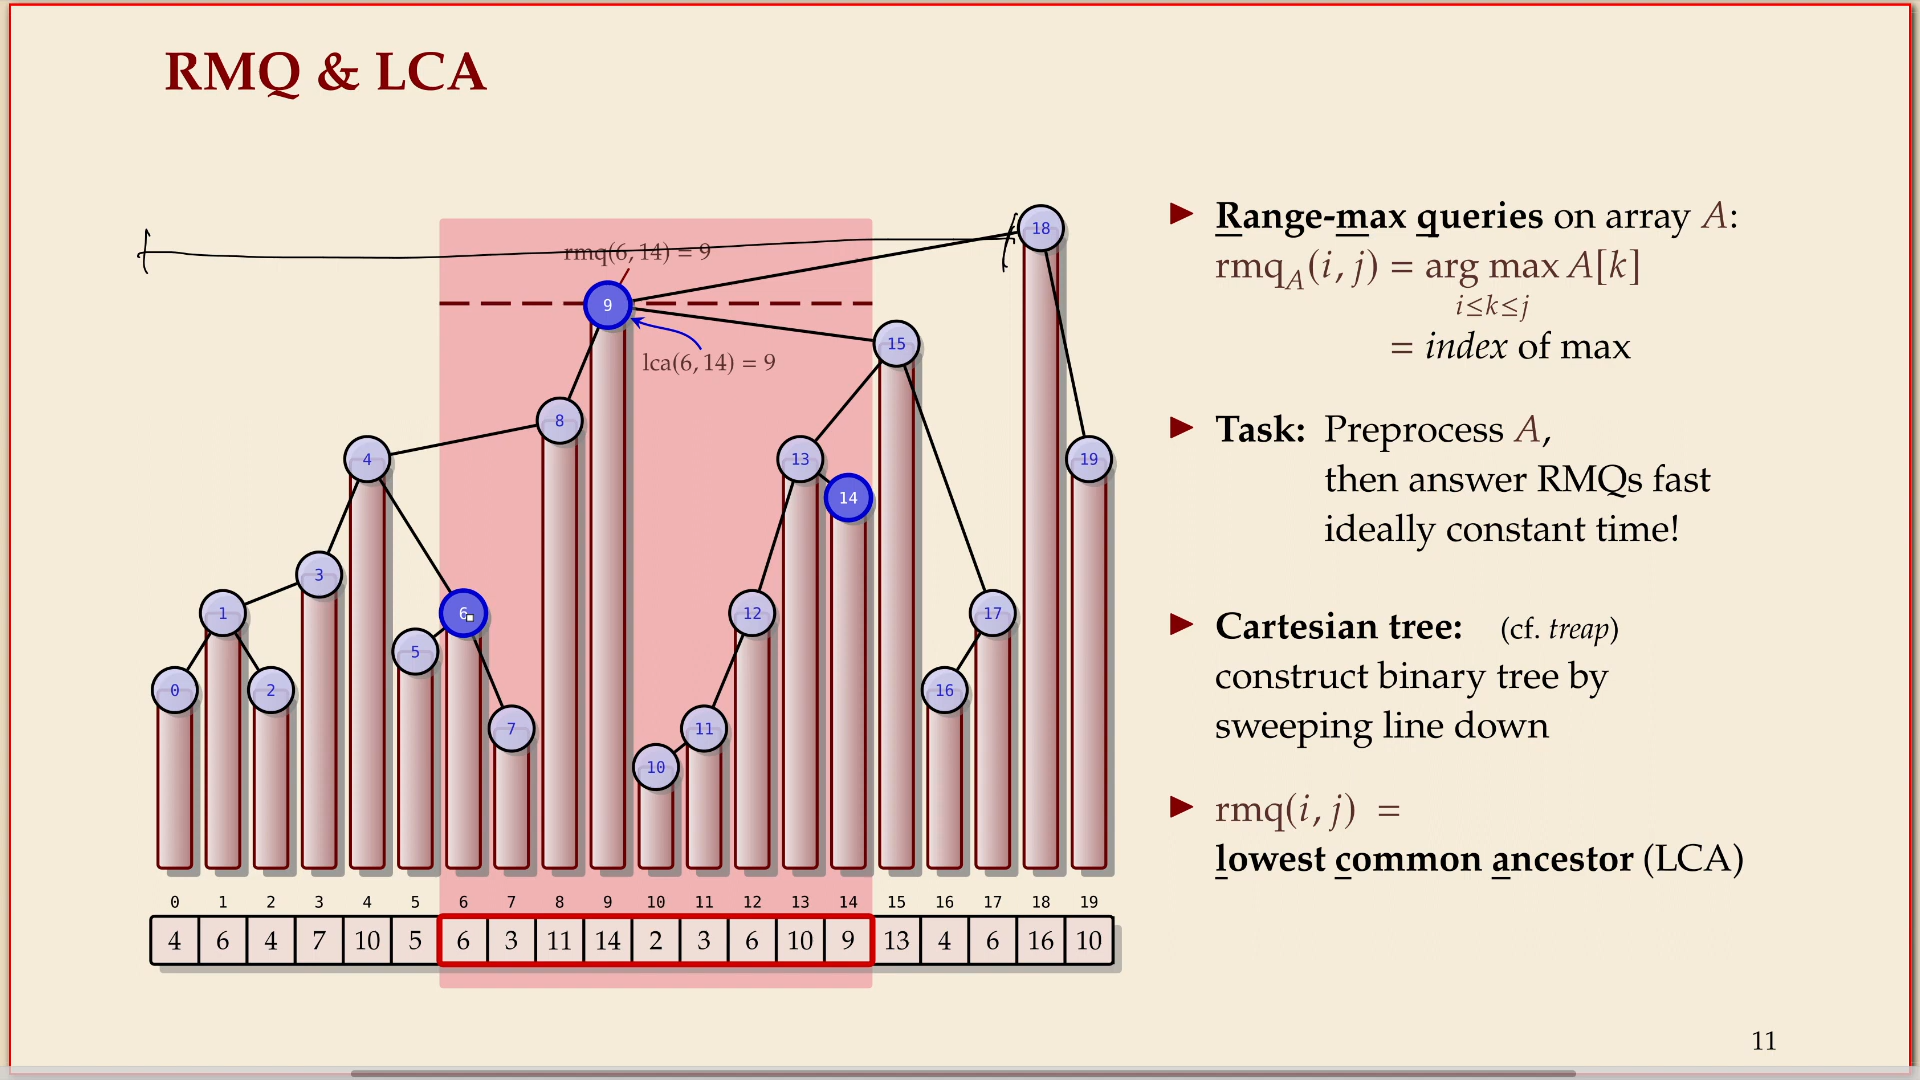 RMQ & LCA
18
rmq(6, 14) = 9
9
15
lca(6, 14) = 9
8
4
13
19
14
3
1
6
12
17
5
0
2
16
7
11
10
0 1 2 3 4 5 6 7 8 9 10 11 12 13 14 15 16 17 18 19
4 6 4 7 10 5 6 3 11 14 2 3 6 10 9 13 4 6 16 10
▶ Range-max queries on array A:
rmq_A(i, j) = arg max A[k]
i≤k≤j
= index of max
▶ Task: Preprocess A,
then answer RMQs fast
ideally constant time!
▶ Cartesian tree: (cf. treap)
construct binary tree by
sweeping line down
▶ rmq(i, j) =
lowest common ancestor (LCA)
11